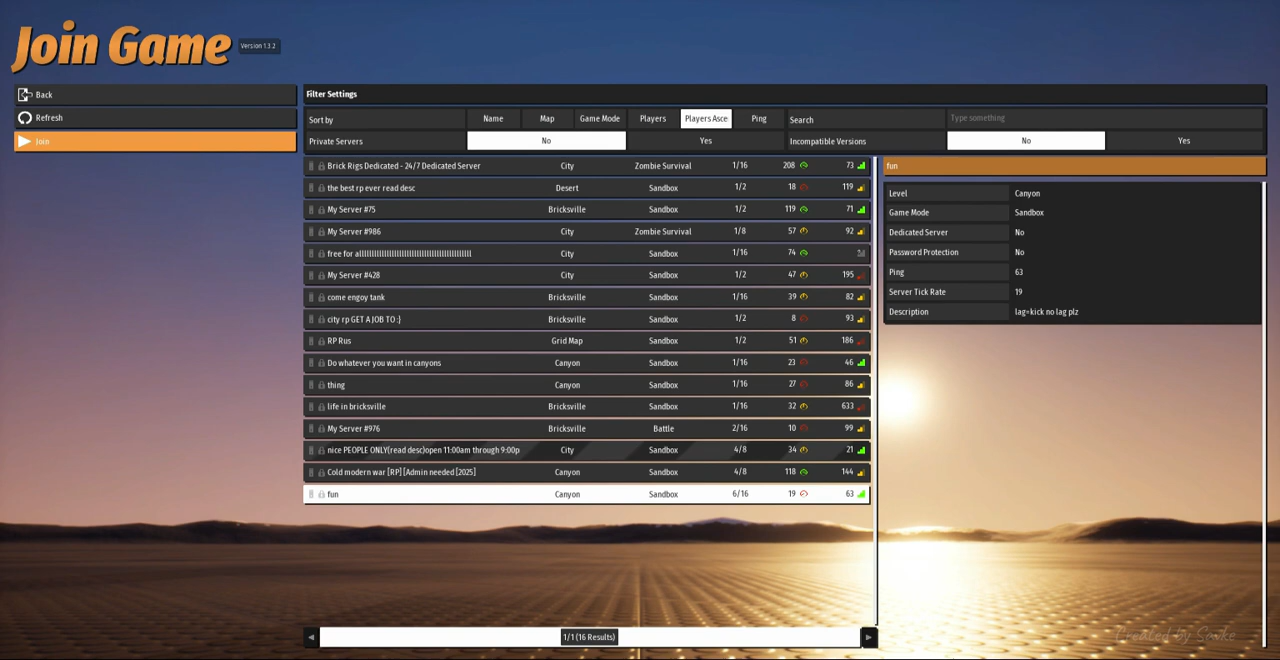 Join Game Version 1.3.2
Back
Refresh
Join
Filter Settings
Sort by Name Map Game Mode Players Players Asce Ping Search Type something
Private Servers No Yes Incompatible Versions No Yes
Brick Rigs Dedicated - 24/7 Dedicated Server City Zombie Survival 1/16 208 73
the best rp ever read desc Desert Sandbox 1/2 18 119
My Server #75 Bricksville Sandbox 1/2 119 71
My Server #986 City Zombie Survival 1/8 57 92
City Sandbox 1/16 74
My Server #428 City Sandbox 1/2 47 195
come engoy tank Bricksville Sandbox 1/16 39 82
city rp GET A JOB TO :} Bricksville Sandbox 1/2 8 93
RP Rus Grid Map Sandbox 1/2 51 186
Do whatever you want in canyons Canyon Sandbox 1/16 23 46
thing Canyon Sandbox 1/16 27 86
life in bricksville Bricksville Sandbox 1/16 32 633
My Server #976 Bricksville Battle 2/16 10 99
nice PEOPLE ONLY(read desc)open 11:00am through 9:00p City Sandbox 4/8 34 21
Cold modern war [RP] [Admin needed [2025] Canyon Sandbox 4/8 118 144
fun Canyon Sandbox 6/16 19 63
1/1 (16 Results)
fun
Level Canyon
Game Mode Sandbox
Dedicated Server No
Password Protection No
Ping 63
Server Tick Rate 19
Description lag=kick no lag plz
Created by Savke